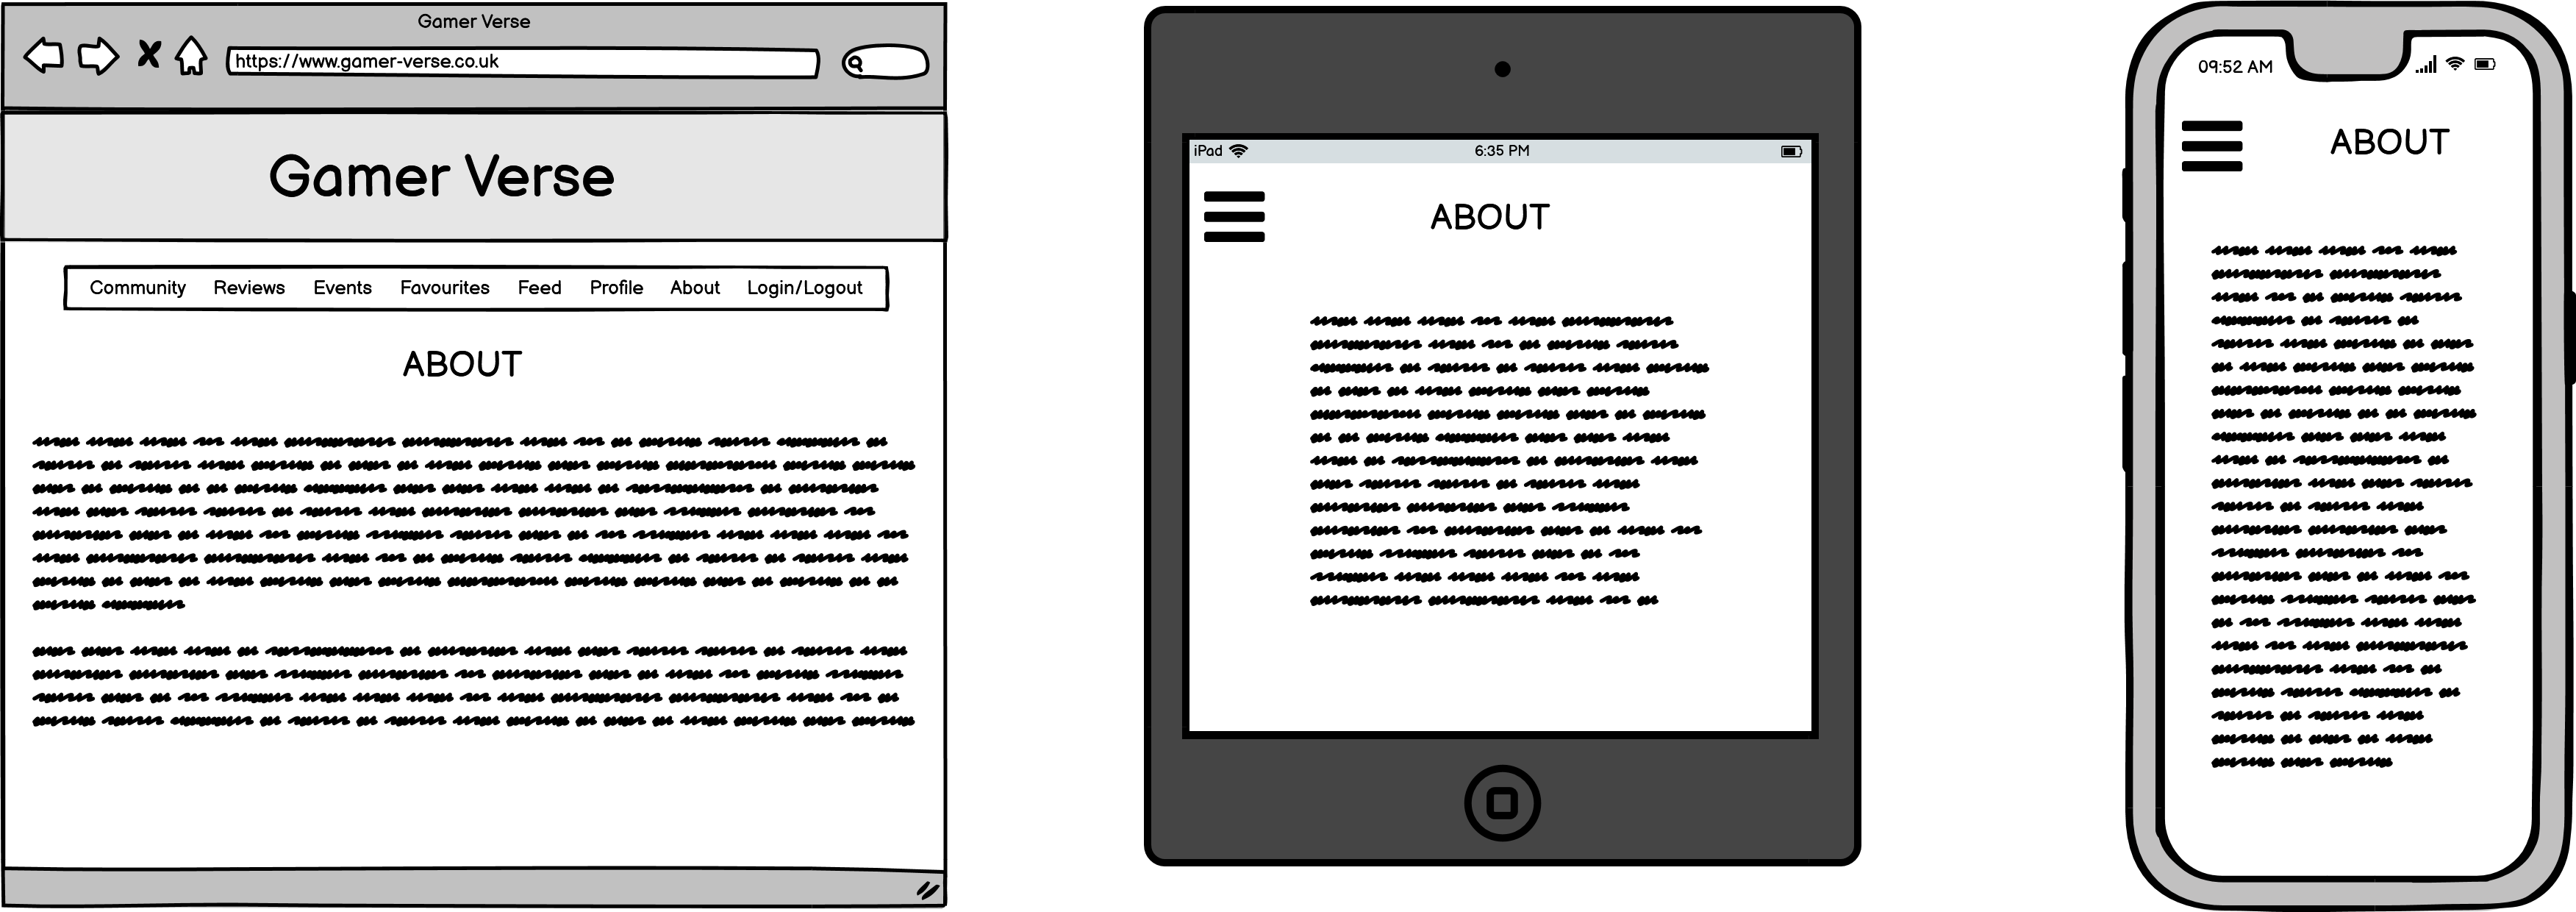 Gamer Verse
https://www.gamer-verse.co.uk
Gamer Verse
Community Reviews Events Favourites Feed Profile About Login/Logout
ABOUT
iPad 6:35 PM
ABOUT
09:52 AM
ABOUT